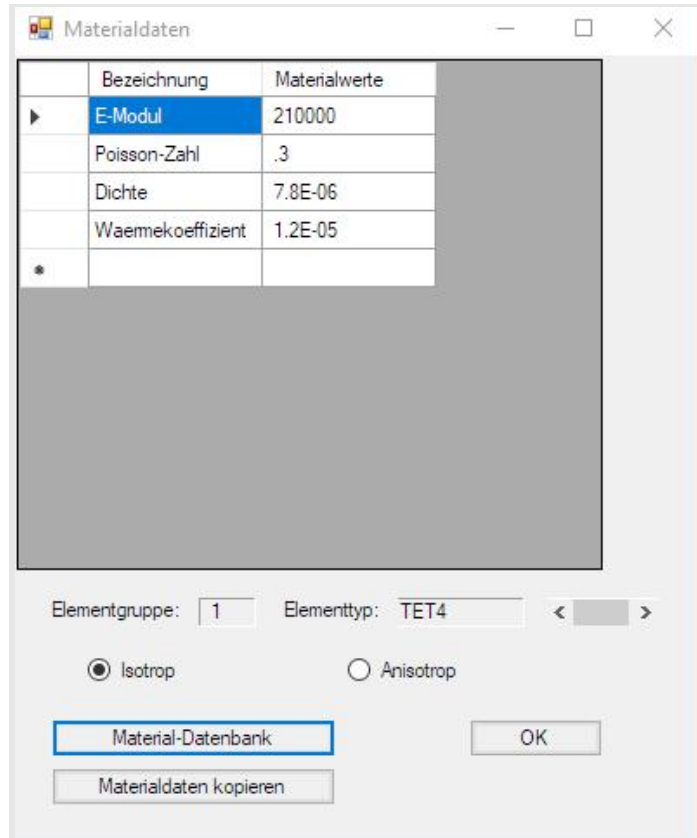 Materialdaten
Bezeichnung Materialwerte
E-Modul 210000
Poisson-Zahl .3
Dichte 7.8E-06
Waermekoeffizient 1.2E-05
Elementgruppe: 1 Elementtyp: TET4
Isotrop Anisotrop
Material-Datenbank OK
Materialdaten kopieren